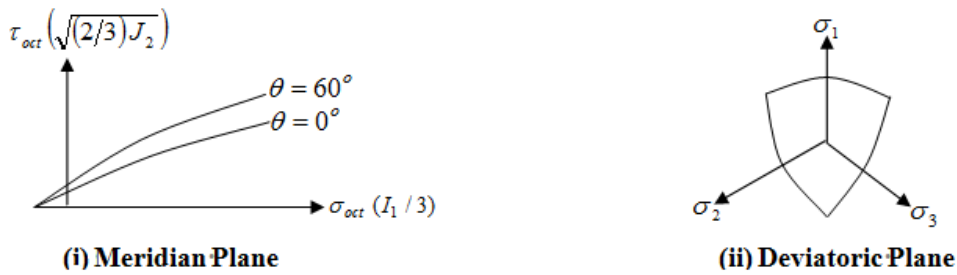 τ_oct (√(2/3)J_2)
θ = 60°
θ = 0°
σ_oct (I_1 / 3)
(i) Meridian Plane
σ_1
σ_2
σ_3
(ii) Deviatoric Plane